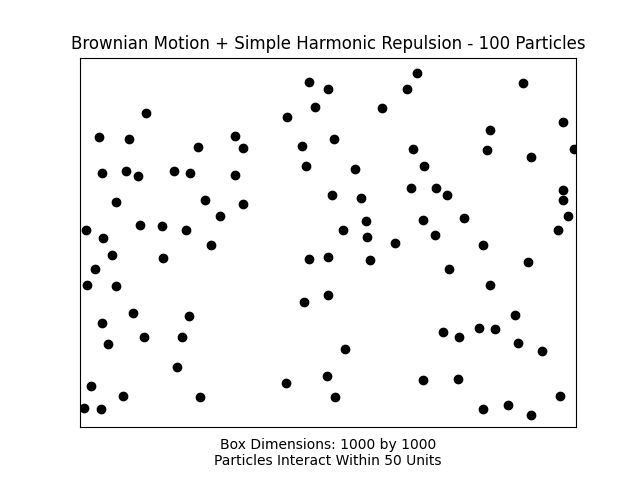 Brownian Motion + Simple Harmonic Repulsion - 100 Particles
Box Dimensions: 1000 by 1000
Particles Interact Within 50 Units